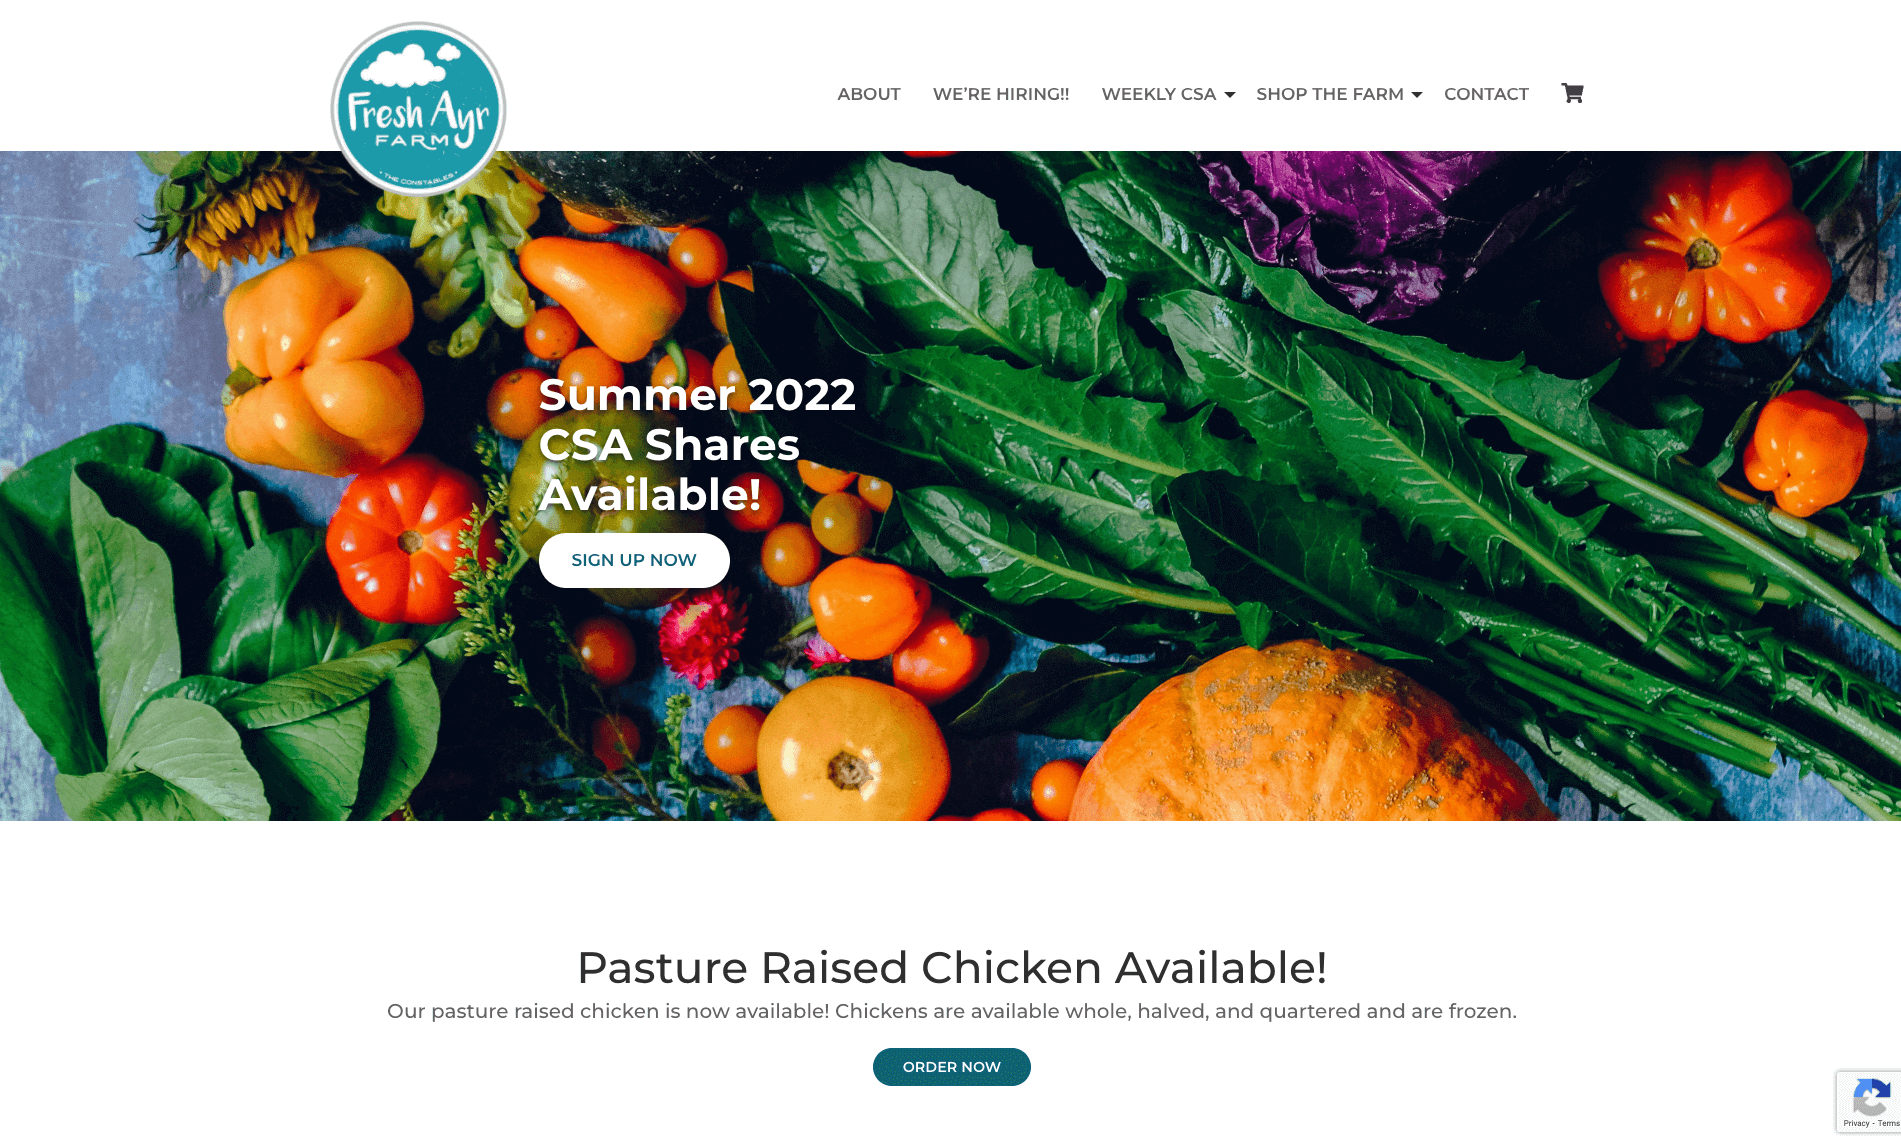 Fresh Ayr
FARM
• THE CONSTABLES •
ABOUT
WE’RE HIRING!!
WEEKLY CSA
SHOP THE FARM
CONTACT
Summer 2022
CSA Shares
Available!
SIGN UP NOW
Pasture Raised Chicken Available!
Our pasture raised chicken is now available! Chickens are available whole, halved, and quartered and are frozen.
ORDER NOW
Privacy - Terms